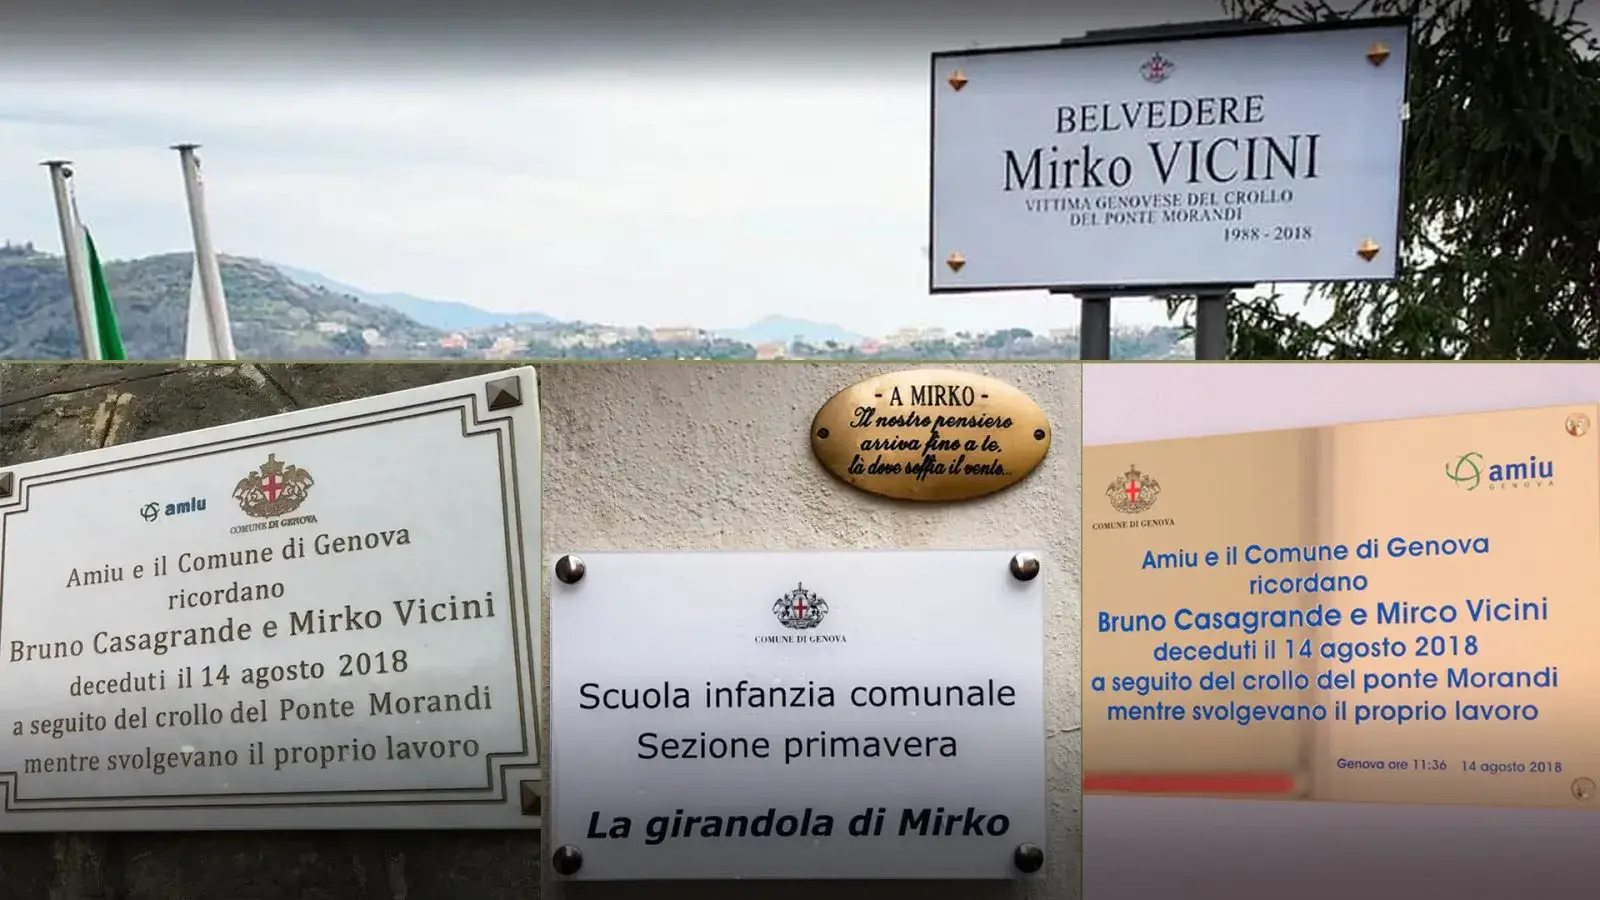 BELVEDERE
Mirko VICINI
VITTIMA GENOVESE DEL CROLLO
DEL PONTE MORANDI
1988 - 2018
amiu
COMUNE DI GENOVA
Amiu e il Comune di Genova
ricordano
Bruno Casagrande e Mirko Vicini
deceduti il 14 agosto 2018
a seguito del crollo del Ponte Morandi
mentre svolgevano il proprio lavoro
- A MIRKO -
Il nostro pensiero
arriva fino a te,
là dove soffia il vento...
COMUNE DI GENOVA
Scuola infanzia comunale
Sezione primavera
La girandola di Mirko
COMUNE DI GENOVA
amiu
GENOVA
Amiu e il Comune di Genova
ricordano
Bruno Casagrande e Mirco Vicini
deceduti il 14 agosto 2018
a seguito del crollo del ponte Morandi
mentre svolgevano il proprio lavoro
Genova ore 11:36 14 agosto 2018